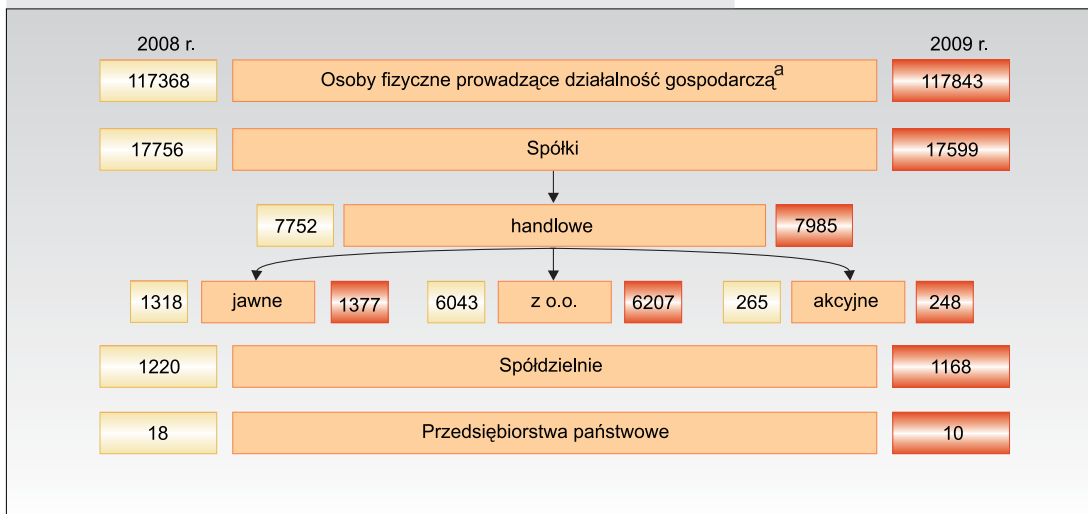 2008 r. 2009 r.
117368 Osoby fizyczne prowadzące działalność gospodarczą a 117843
17756 Spółki 17599
7752 handlowe 7985
1318 jawne 1377 6043 z o.o. 6207 265 akcyjne 248
1220 Spółdzielnie 1168
18 Przedsiębiorstwa państwowe 10